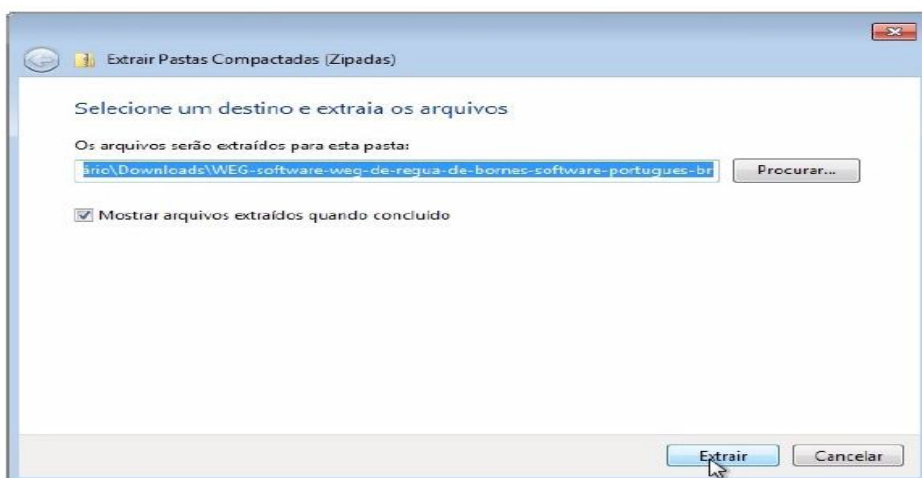 Extrair Pastas Compactadas (Zipadas)
Selecione um destino e extraia os arquivos
Os arquivos serão extraídos para esta pasta:
ário\Downloads\WEG-software-weg-de-regua-de-bornes-software-portugues-br
Procurar...
Mostrar arquivos extraídos quando concluído
Extrair
Cancelar